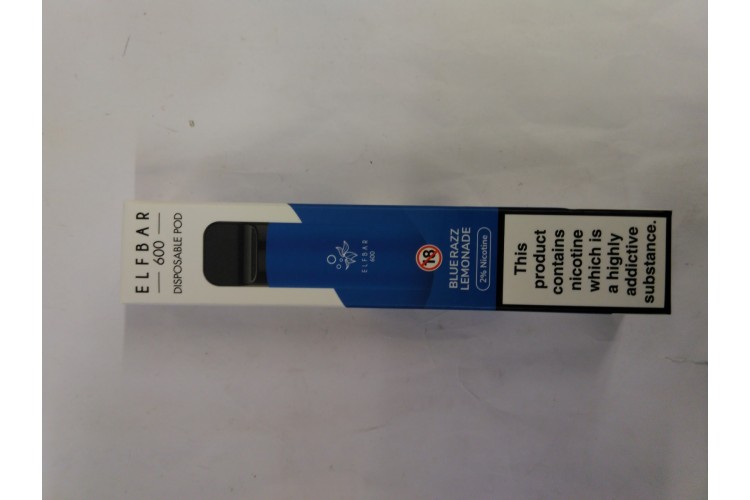 ELFBAR
600
DISPOSABLE POD
ELFBAR
600
18
BLUE RAZZ
LEMONADE
2% Nicotine
This
product
contains
nicotine
which is
a highly
addictive
substance.